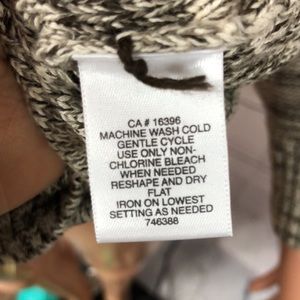 CA # 16396
MACHINE WASH COLD
GENTLE CYCLE
USE ONLY NON-
CHLORINE BLEACH
WHEN NEEDED
RESHAPE AND DRY
FLAT
IRON ON LOWEST
SETTING AS NEEDED
746388